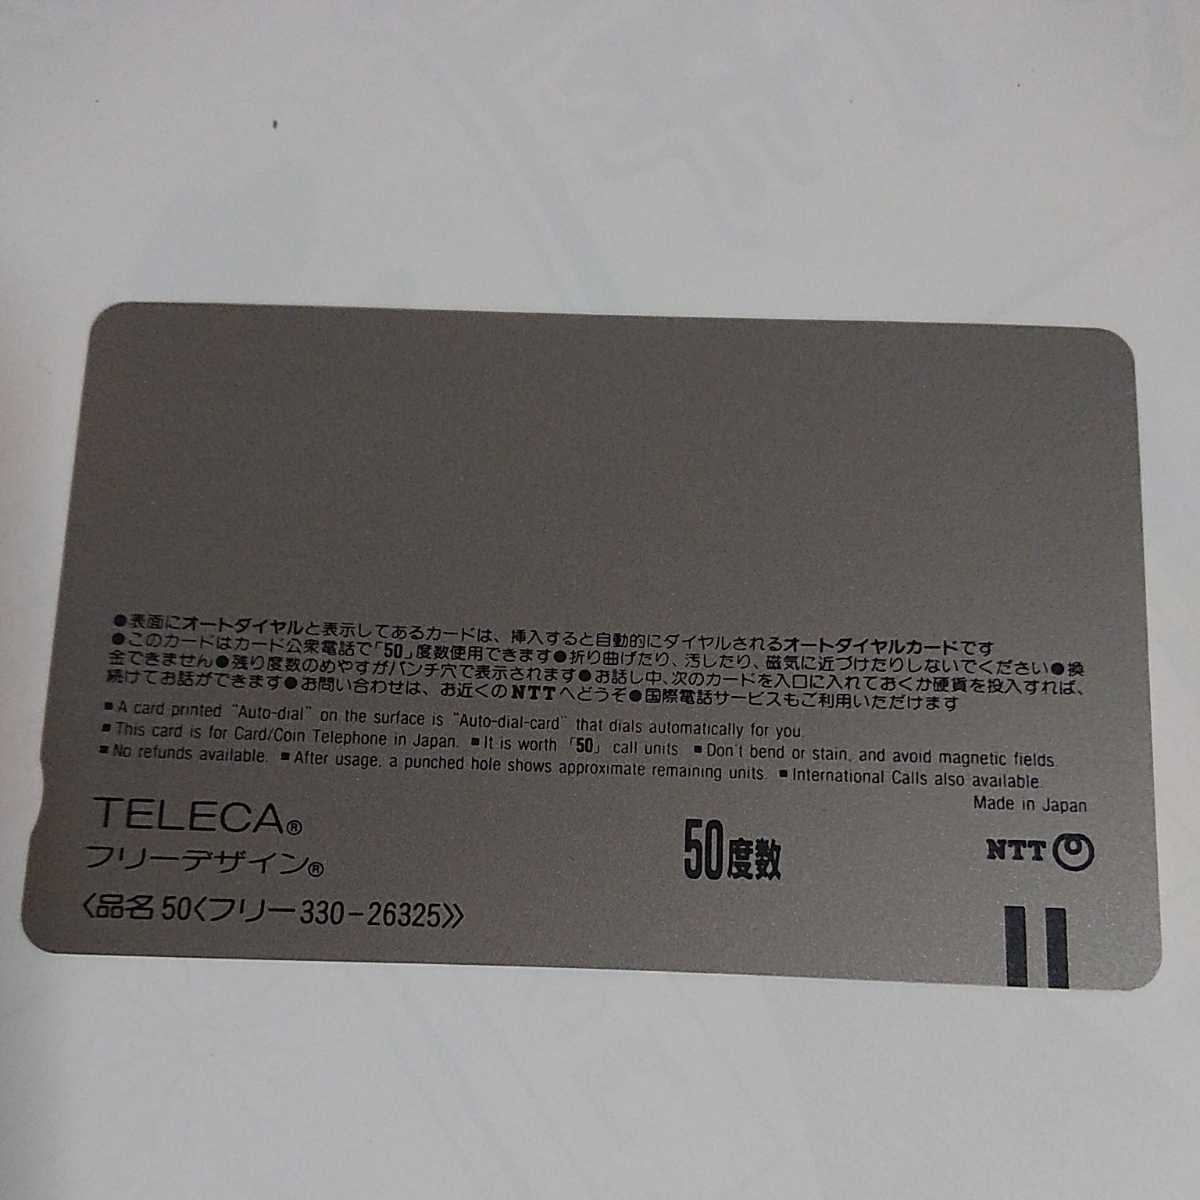 ●表面にオートダイヤルと表示してあるカードは、挿入すると自動的にダイヤルされるオートダイヤルカードです
●このカードはカード公衆電話で「50」度数使用できます●折り曲げたり、汚したり、磁気に近づけたりしないでください●換
金できません●残り度数のめやすがパンチ穴で表示されます●お話し中、次のカードを入口に入れておくか硬貨を投入すれば、
続けてお話ができます●お問い合わせは、お近くのNTTへどうぞ●国際電話サービスもご利用いただけます
■A card printed "Auto-dial" on the surface is "Auto-dial-card" that dials automatically for you.
■This card is for Card/Coin Telephone in Japan. ■It is worth「50」call units. ■Don't bend or stain, and avoid magnetic fields.
■No refunds available. ■After usage, a punched hole shows approximate remaining units. ■International Calls also available.
Made in Japan
TELECA®
フリーデザイン®
50度数
NTT
〈品名 50〈フリー330-26325〉〉